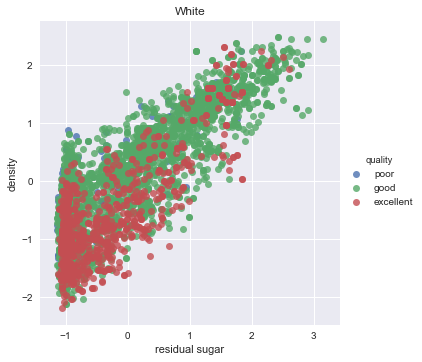 White
2
1
0
−1
−2
density
−1
0
1
2
3
residual sugar
quality
poor
good
excellent